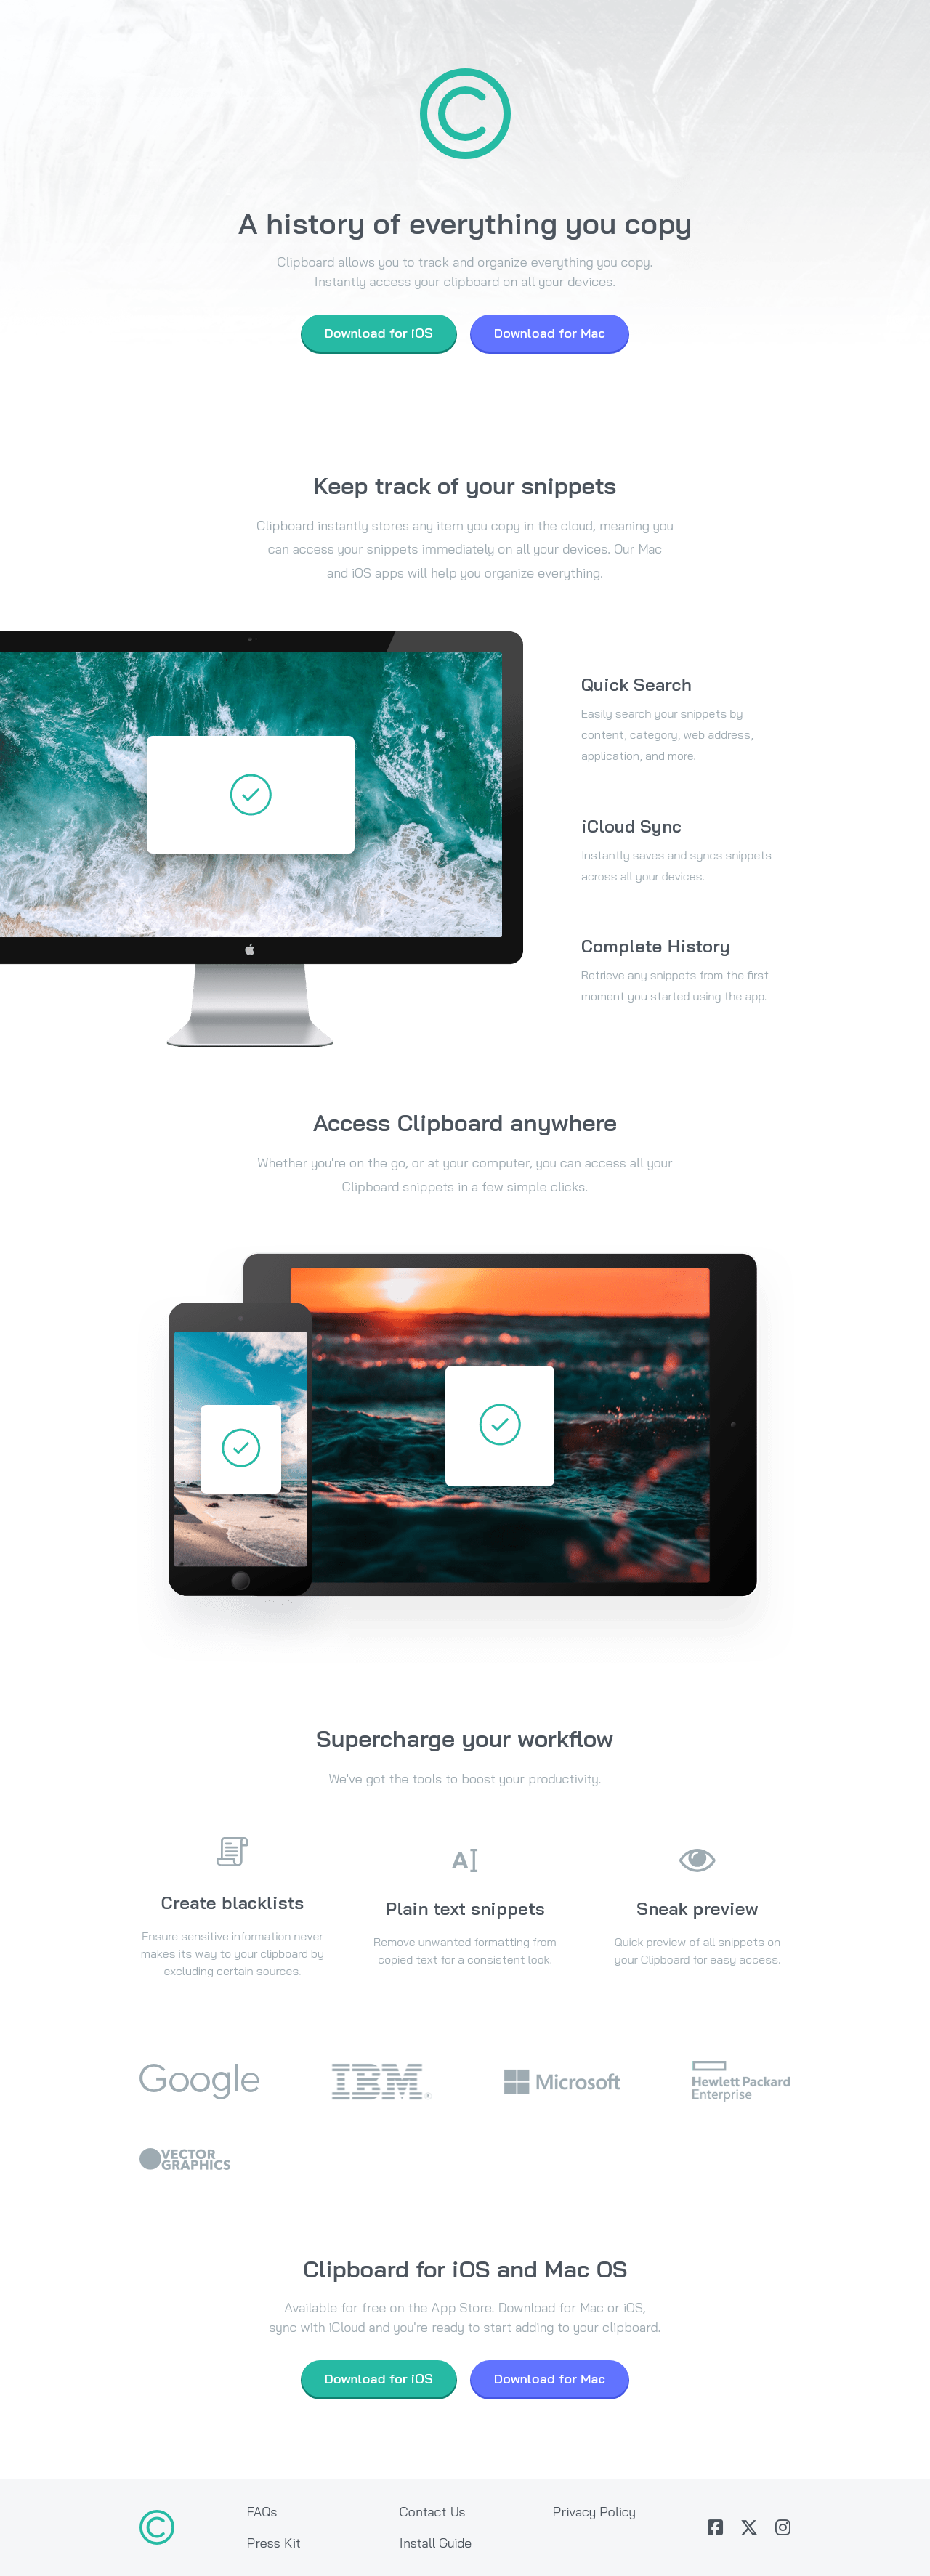 A history of everything you copy
Clipboard allows you to track and organize everything you copy.
Instantly access your clipboard on all your devices.
Download for iOS
Download for Mac
Keep track of your snippets
Clipboard instantly stores any item you copy in the cloud, meaning you
can access your snippets immediately on all your devices. Our Mac
and iOS apps will help you organize everything.
Quick Search
Easily search your snippets by
content, category, web address,
application, and more.
iCloud Sync
Instantly saves and syncs snippets
across all your devices.
Complete History
Retrieve any snippets from the first
moment you started using the app.
Access Clipboard anywhere
Whether you're on the go, or at your computer, you can access all your
Clipboard snippets in a few simple clicks.
Supercharge your workflow
We've got the tools to boost your productivity.
Create blacklists
Ensure sensitive information never
makes its way to your clipboard by
excluding certain sources.
A
Plain text snippets
Remove unwanted formatting from
copied text for a consistent look.
Sneak preview
Quick preview of all snippets on
your Clipboard for easy access.
Google
IBM
Microsoft
Hewlett Packard
Enterprise
VECTOR
GRAPHICS
Clipboard for iOS and Mac OS
Available for free on the App Store. Download for Mac or iOS,
sync with iCloud and you're ready to start adding to your clipboard.
Download for iOS
Download for Mac
FAQs
Press Kit
Contact Us
Install Guide
Privacy Policy